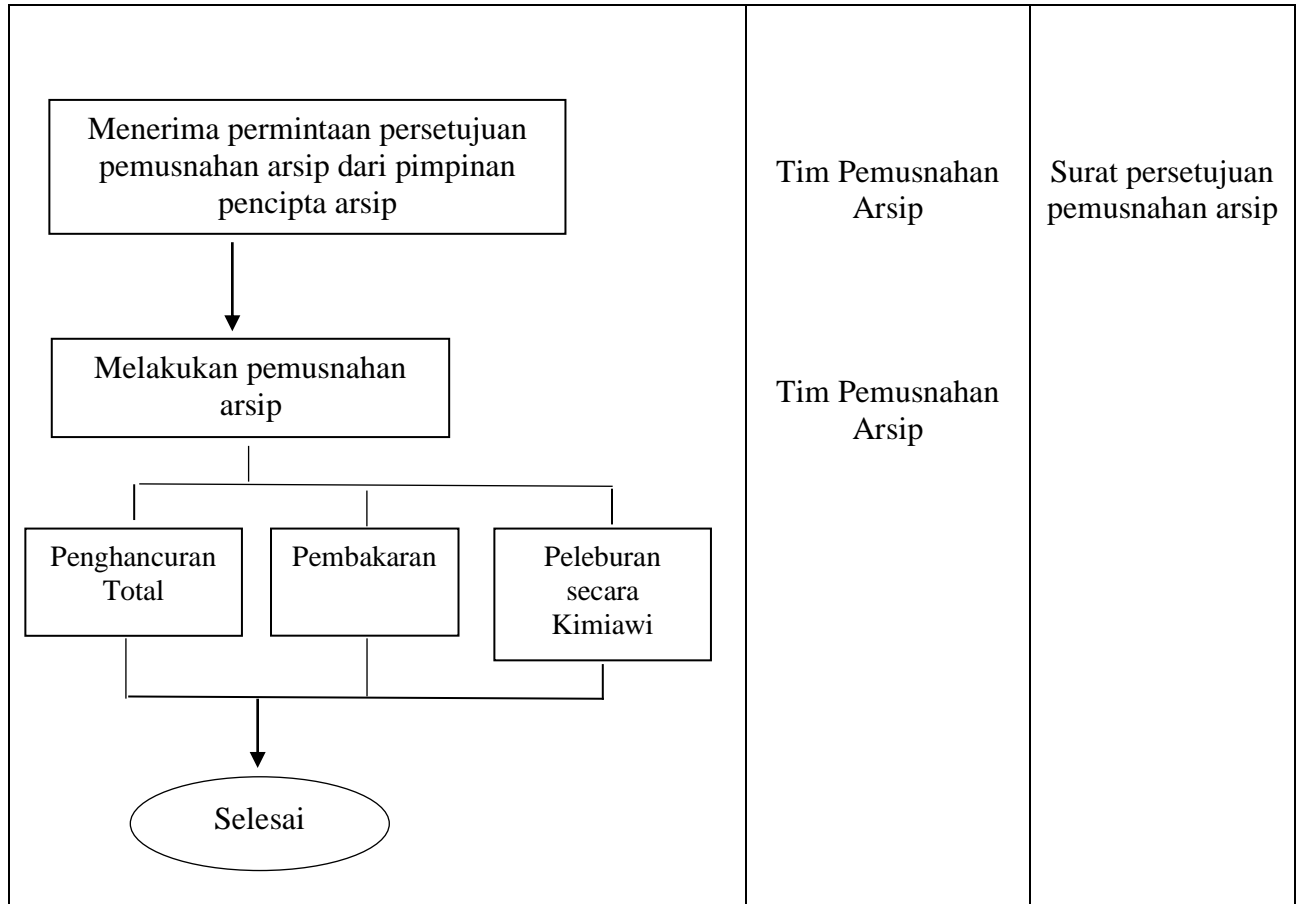 Menerima permintaan persetujuan
pemusnahan arsip dari pimpinan
pencipta arsip
Tim Pemusnahan
Arsip
Surat persetujuan
pemusnahan arsip
Melakukan pemusnahan
arsip
Tim Pemusnahan
Arsip
Penghancuran
Total
Pembakaran
Peleburan
secara
Kimiawi
Selesai